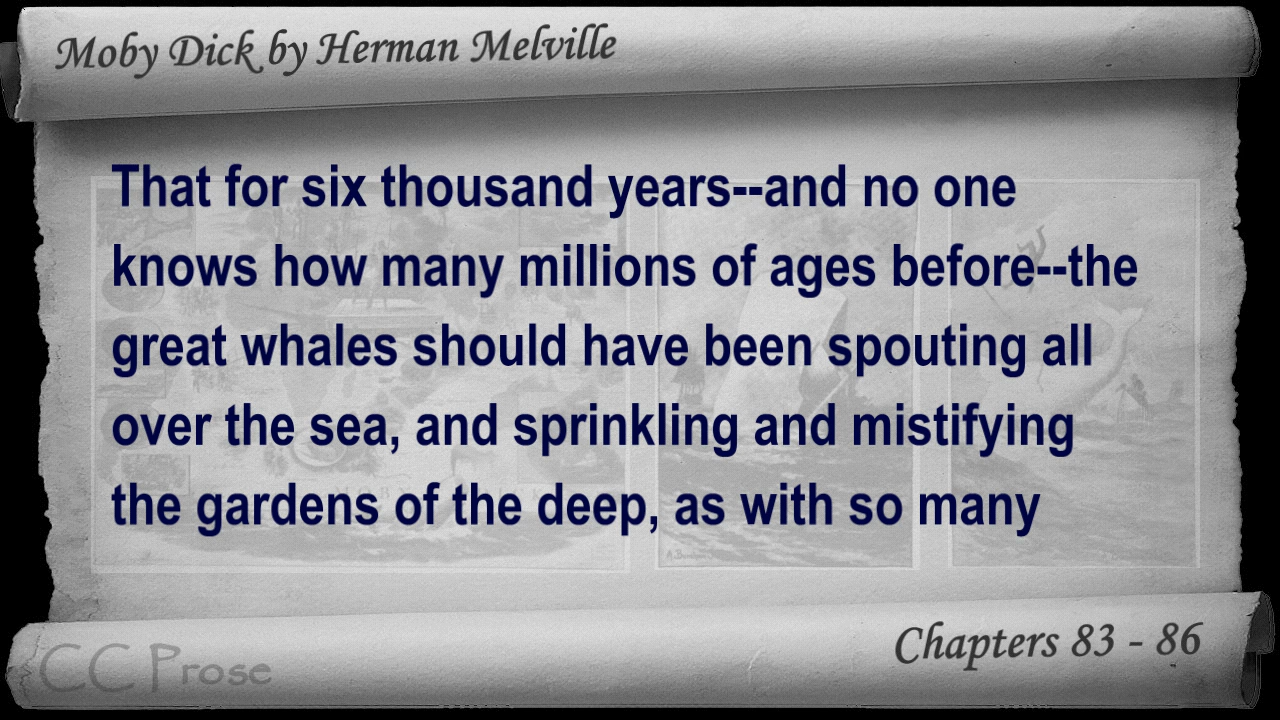 Moby Dick by Herman Melville
That for six thousand years--and no one
knows how many millions of ages before--the
great whales should have been spouting all
over the sea, and sprinkling and mistifying
the gardens of the deep, as with so many
Chapters 83 - 86
CC Prose